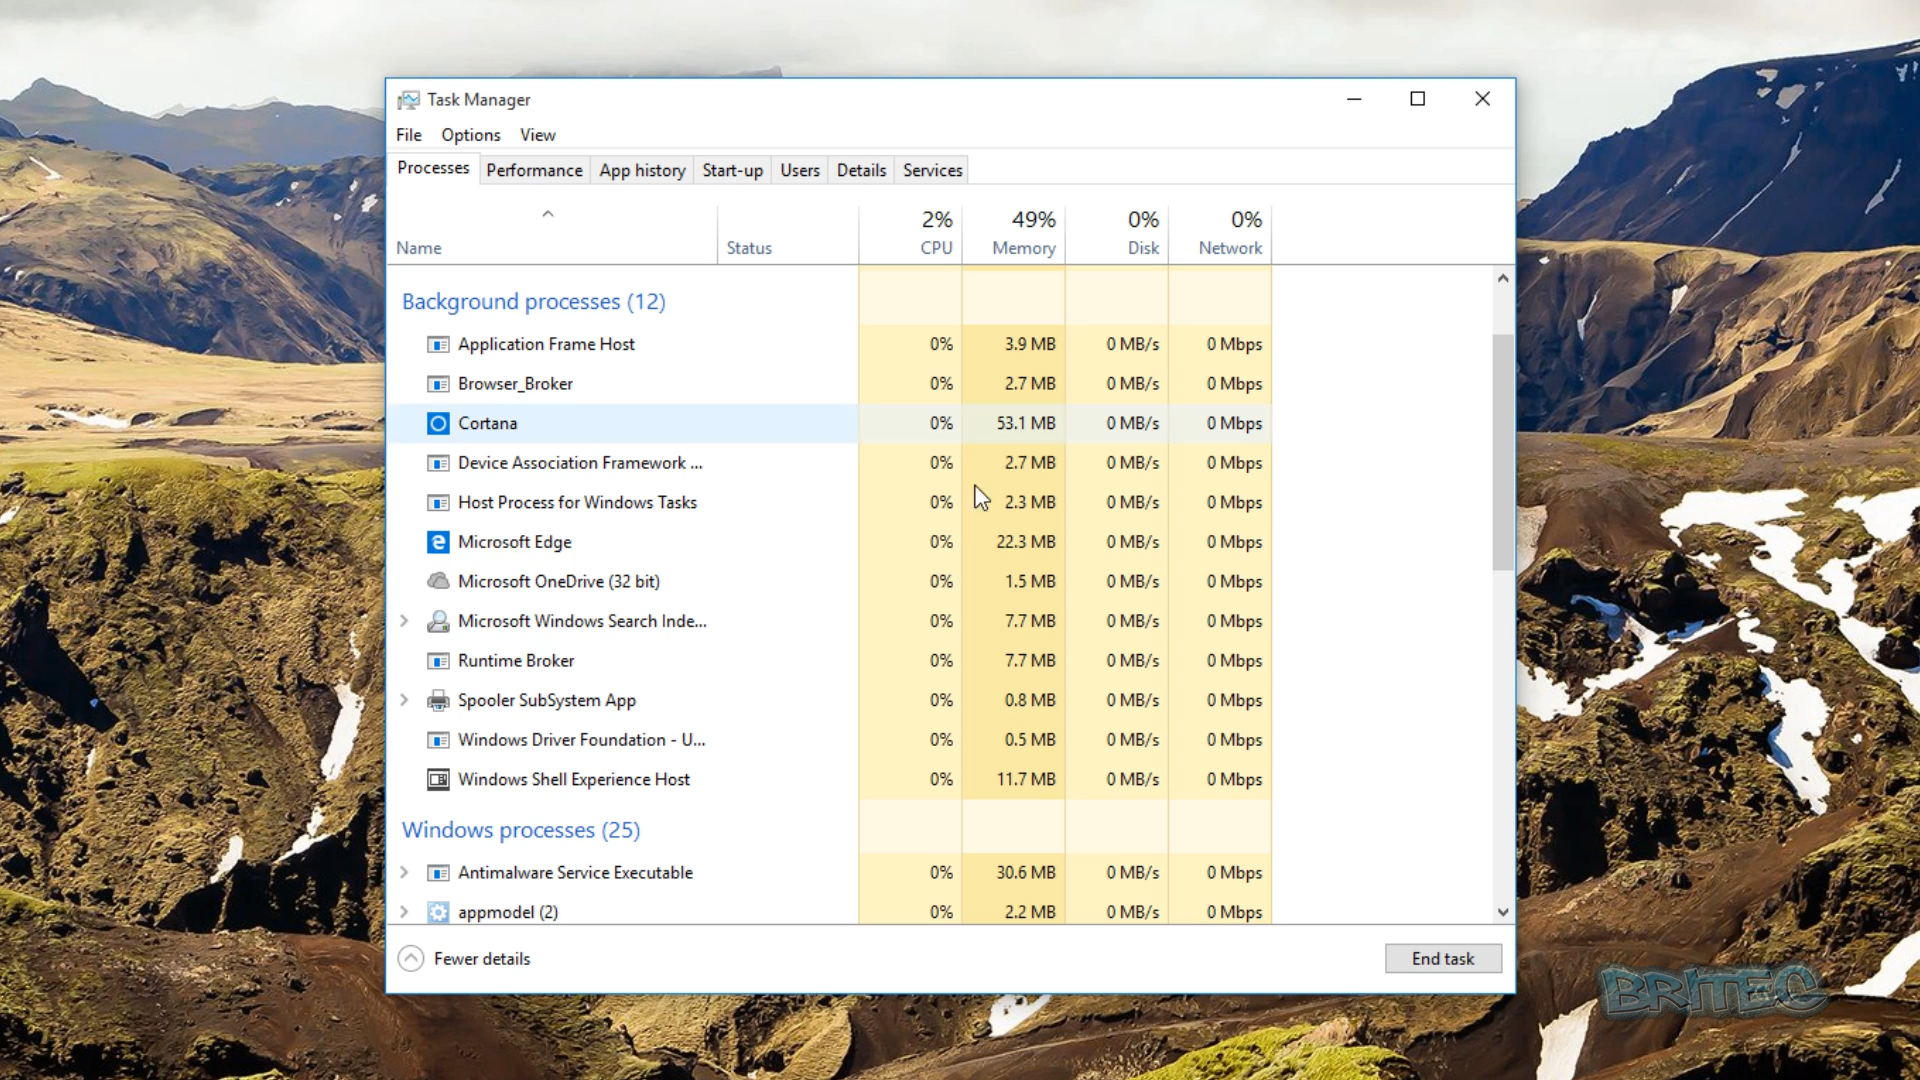 Task Manager
File Options View
Processes Performance App history Start-up Users Details Services
2% 49% 0% 0%
Name Status CPU Memory Disk Network
Background processes (12)
Application Frame Host 0% 3.9 MB 0 MB/s 0 Mbps
Browser_Broker 0% 2.7 MB 0 MB/s 0 Mbps
Cortana 0% 53.1 MB 0 MB/s 0 Mbps
Device Association Framework ... 0% 2.7 MB 0 MB/s 0 Mbps
Host Process for Windows Tasks 0% 2.3 MB 0 MB/s 0 Mbps
Microsoft Edge 0% 22.3 MB 0 MB/s 0 Mbps
Microsoft OneDrive (32 bit) 0% 1.5 MB 0 MB/s 0 Mbps
Microsoft Windows Search Inde... 0% 7.7 MB 0 MB/s 0 Mbps
Runtime Broker 0% 7.7 MB 0 MB/s 0 Mbps
Spooler SubSystem App 0% 0.8 MB 0 MB/s 0 Mbps
Windows Driver Foundation - U... 0% 0.5 MB 0 MB/s 0 Mbps
Windows Shell Experience Host 0% 11.7 MB 0 MB/s 0 Mbps
Windows processes (25)
Antimalware Service Executable 0% 30.6 MB 0 MB/s 0 Mbps
appmodel (2) 0% 2.2 MB 0 MB/s 0 Mbps
Fewer details End task
BRITEC